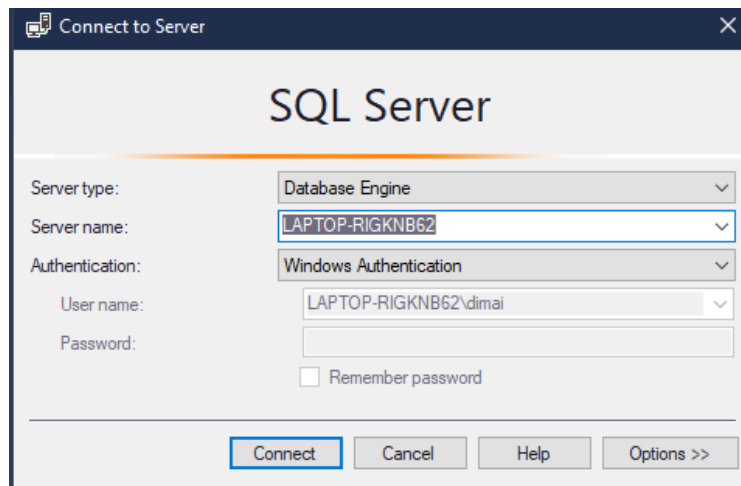 Connect to Server
SQL Server
Server type: Database Engine
Server name: LAPTOP-RIGKNB62
Authentication: Windows Authentication
User name: LAPTOP-RIGKNB62\dimai
Password:
Remember password
Connect Cancel Help Options >>